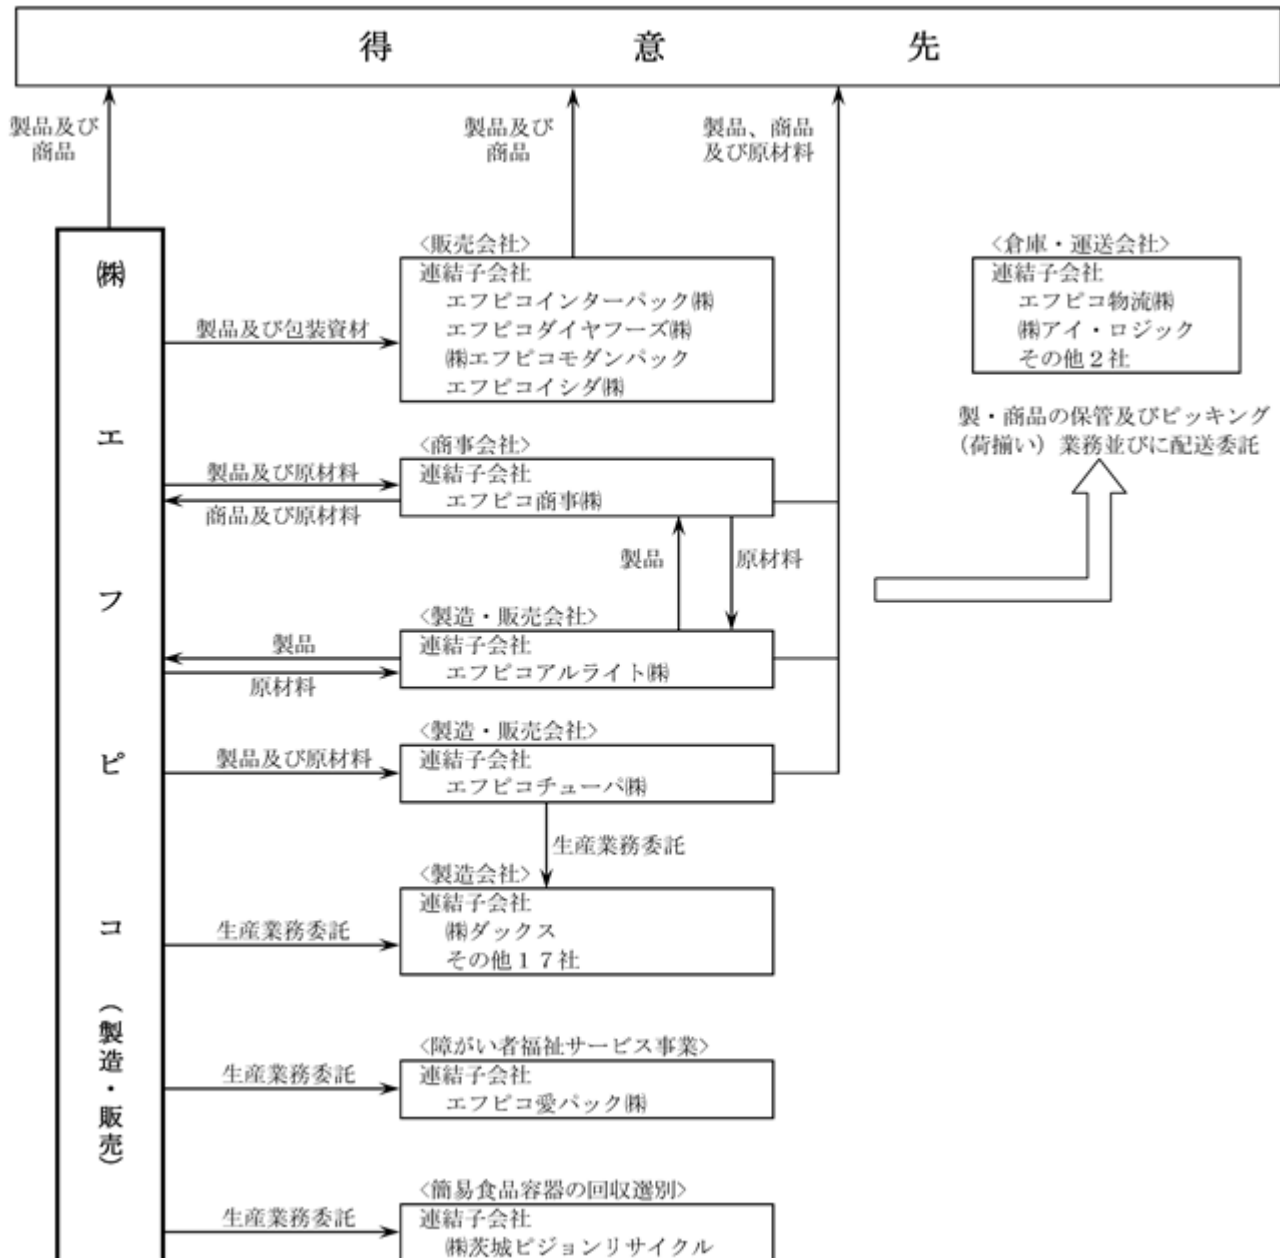 得意先
製品及び
商品
製品及び
商品
製品、商品
及び原材料
㈱エフピコ(製造・販売)
〈販売会社〉
連結子会社
エフピコインターパック㈱
エフピコダイヤフーズ㈱
㈱エフピコモダンパック
エフピコイシダ㈱
製品及び包装資材
〈倉庫・運送会社〉
連結子会社
エフピコ物流㈱
㈱アイ・ロジック
その他２社
製・商品の保管及びピッキング
(荷揃い）業務並びに配送委託
〈商事会社〉
連結子会社
エフピコ商事㈱
製品及び原材料
商品及び原材料
製品
原材料
〈製造・販売会社〉
連結子会社
エフピコアルライト㈱
製品
原材料
〈製造・販売会社〉
連結子会社
エフピコチューパ㈱
製品及び原材料
生産業務委託
〈製造会社〉
連結子会社
㈱ダックス
その他１７社
生産業務委託
〈障がい者福祉サービス事業〉
連結子会社
エフピコ愛パック㈱
生産業務委託
〈簡易食品容器の回収選別〉
連結子会社
㈱茨城ピジョンリサイクル
生産業務委託